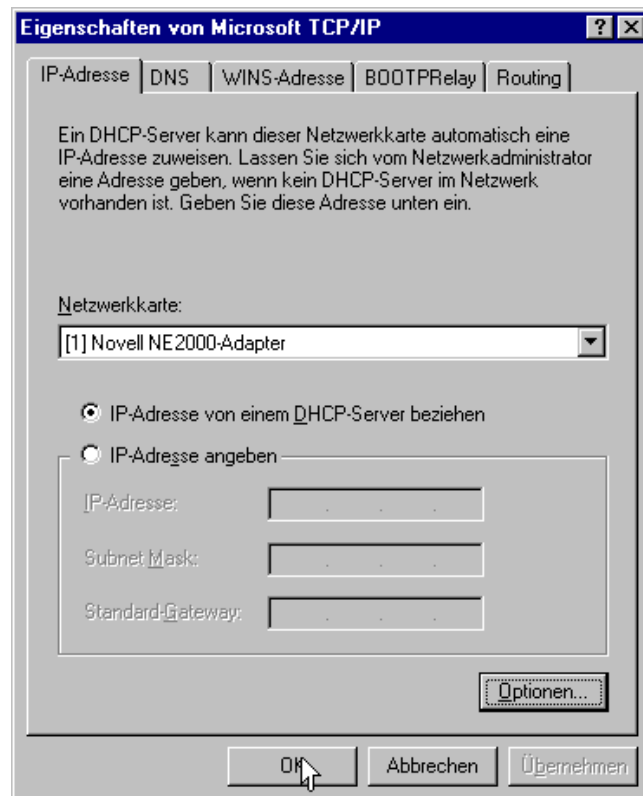 Eigenschaften von Microsoft TCP/IP
IP-Adresse DNS WINS-Adresse BOOTPRelay Routing
Ein DHCP-Server kann dieser Netzwerkkarte automatisch eine
IP-Adresse zuweisen. Lassen Sie sich vom Netzwerkadministrator
eine Adresse geben, wenn kein DHCP-Server im Netzwerk
vorhanden ist. Geben Sie diese Adresse unten ein.
Netzwerkkarte:
[1] Novell NE2000-Adapter
IP-Adresse von einem DHCP-Server beziehen
IP-Adresse angeben
IP-Adresse:
Subnet Mask:
Standard-Gateway:
Optionen...
OK Abbrechen Übernehmen